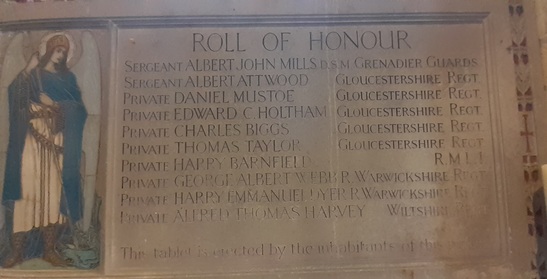 ROLL OF HONOUR
SERGEANT ALBERT JOHN MILLS D.S.M GRENADIER GUARDS
SERGEANT ALBERT ATTWOOD GLOUCESTERSHIRE REGT
PRIVATE DANIEL MUSTOE GLOUCESTERSHIRE REGT
PRIVATE EDWARD C HOLTHAM GLOUCESTERSHIRE REGT
PRIVATE CHARLES BIGGS GLOUCESTERSHIRE REGT
PRIVATE THOMAS TAYLOR GLOUCESTERSHIRE REGT
PRIVATE HARRY BARNFIELD R.M.L.I
PRIVATE GEORGE ALBERT WEBB R. WARWICKSHIRE REGT
PRIVATE HARRY EMMANUEL DYER R. WARWICKSHIRE REGT
PRIVATE ALFRED THOMAS HARVEY WILTSHIRE
This tablet is erected by the inhabitants of the